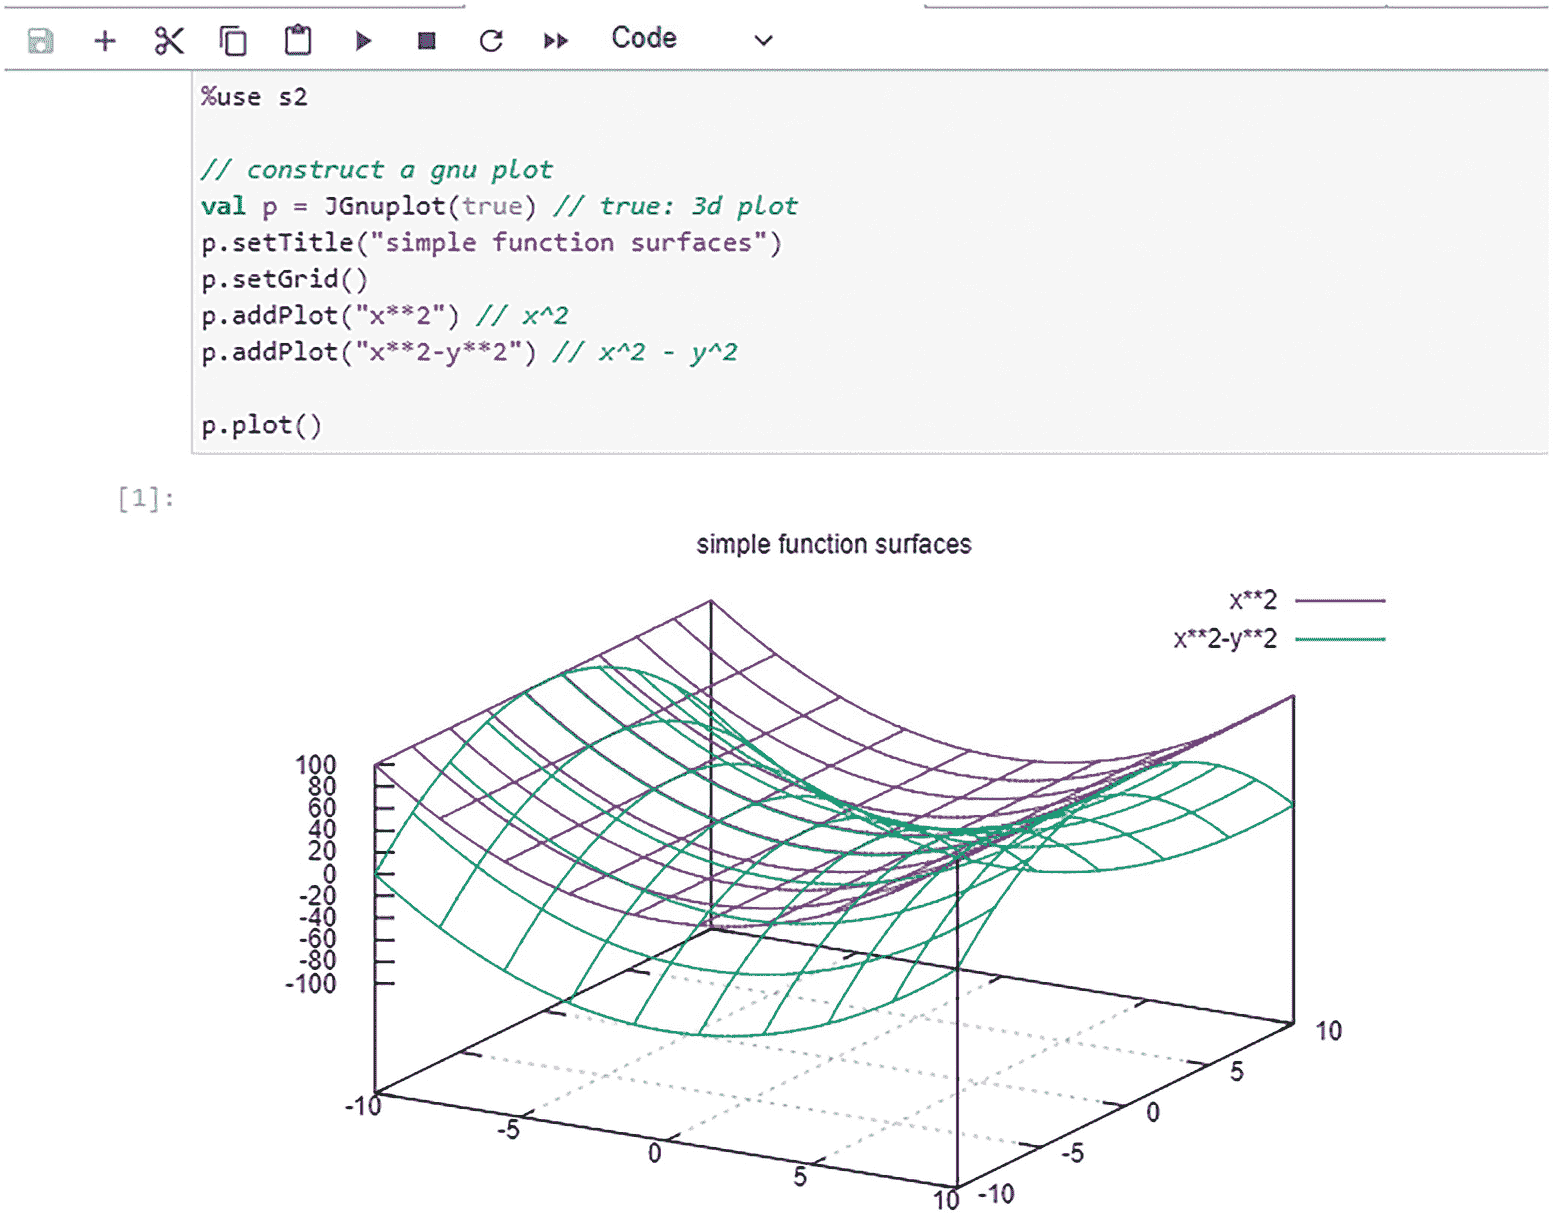 Code
%use s2
// construct a gnu plot
val p = JGnuplot(true) // true: 3d plot
p.setTitle("simple function surfaces")
p.setGrid()
p.addPlot("x**2") // x^2
p.addPlot("x**2-y**2") // x^2 - y^2
p.plot()
[1]:
simple function surfaces
x**2
x**2-y**2
100
80
60
40
20
0
-20
-40
-60
-80
-100
-10
-5
0
5
10
-10
-5
0
5
10